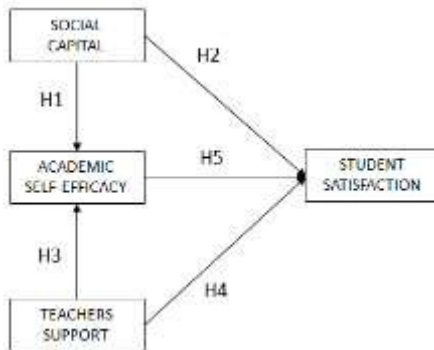 SOCIAL
CAPITAL
H2
H1
ACADEMIC
SELF-EFFICACY
H5
STUDENT
SATISFACTION
H3
H4
TEACHERS
SUPPORT